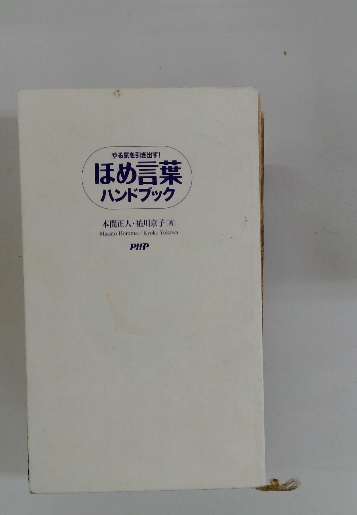 やる気を引き出す!
ほめ言葉
ハンドブック
本間正人・祐川京子[著]
Masato Homma / Kyoko Yukawa
PHP